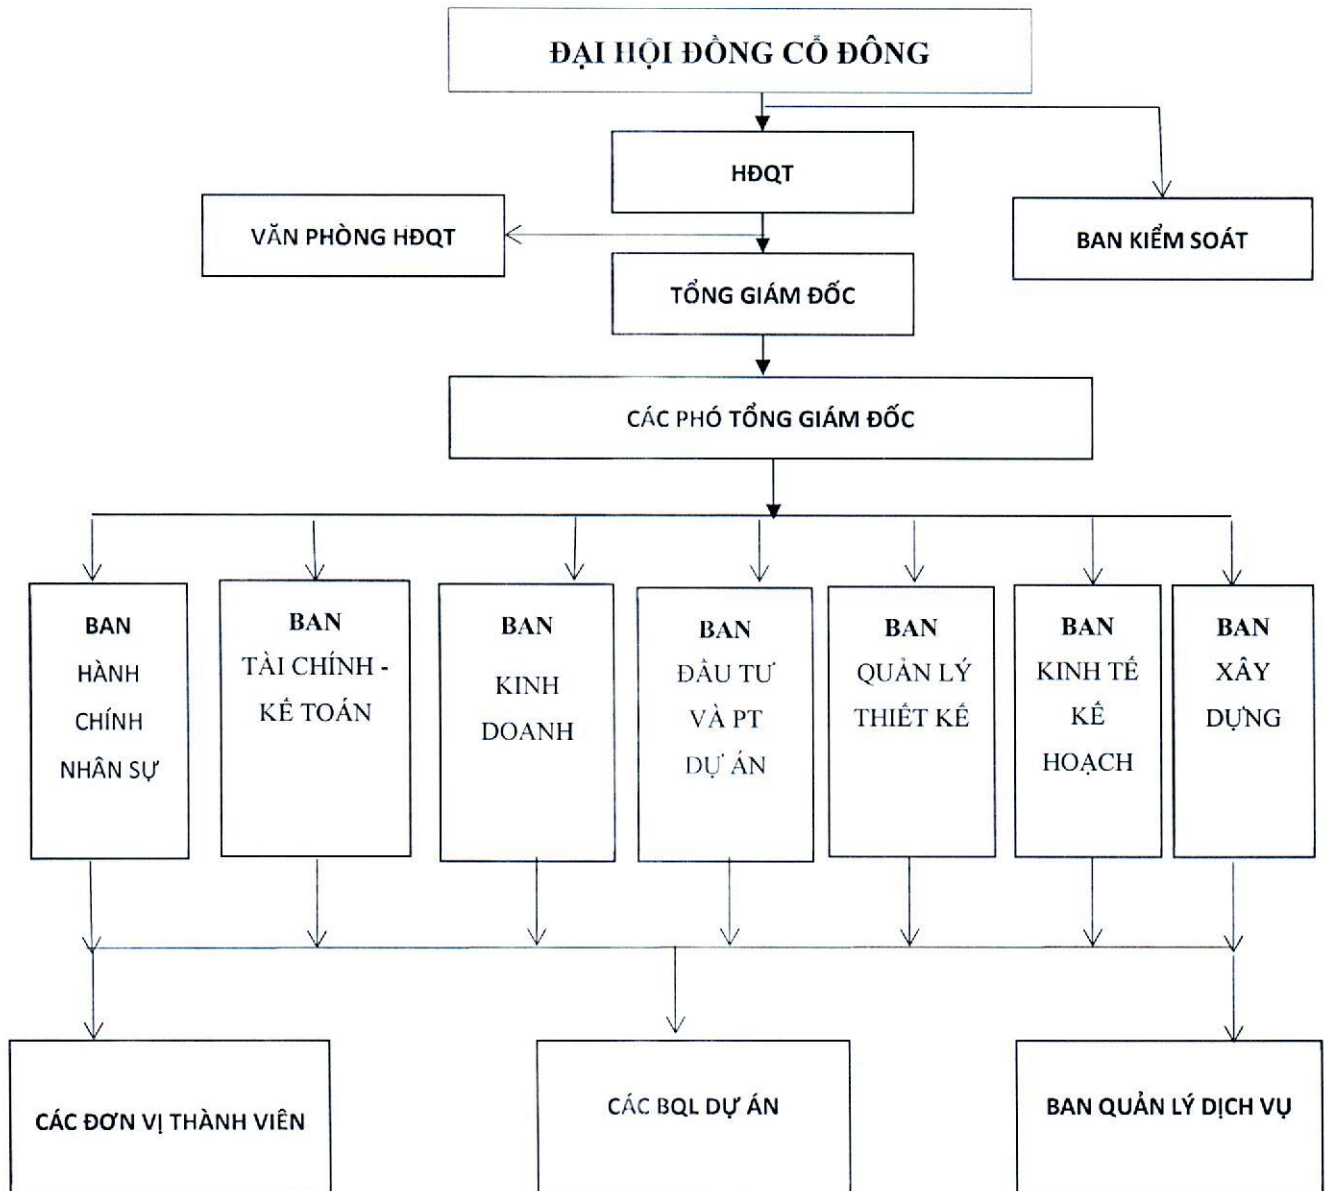 ĐẠI HỘI ĐỒNG CỔ ĐÔNG
HĐQT
VĂN PHÒNG HĐQT
BAN KIỂM SOÁT
TỔNG GIÁM ĐỐC
CÁC PHÓ TỔNG GIÁM ĐỐC
BAN
HÀNH
CHÍNH
NHÂN SỰ
BAN
TÀI CHÍNH -
KẾ TOÁN
BAN
KINH
DOANH
BAN
ĐẦU TƯ
VÀ PT
DỰ ÁN
BAN
QUẢN LÝ
THIẾT KẾ
BAN
KINH TẾ
KẾ
HOẠCH
BAN
XÂY
DỰNG
CÁC ĐƠN VỊ THÀNH VIÊN
CÁC BQL DỰ ÁN
BAN QUẢN LÝ DỊCH VỤ